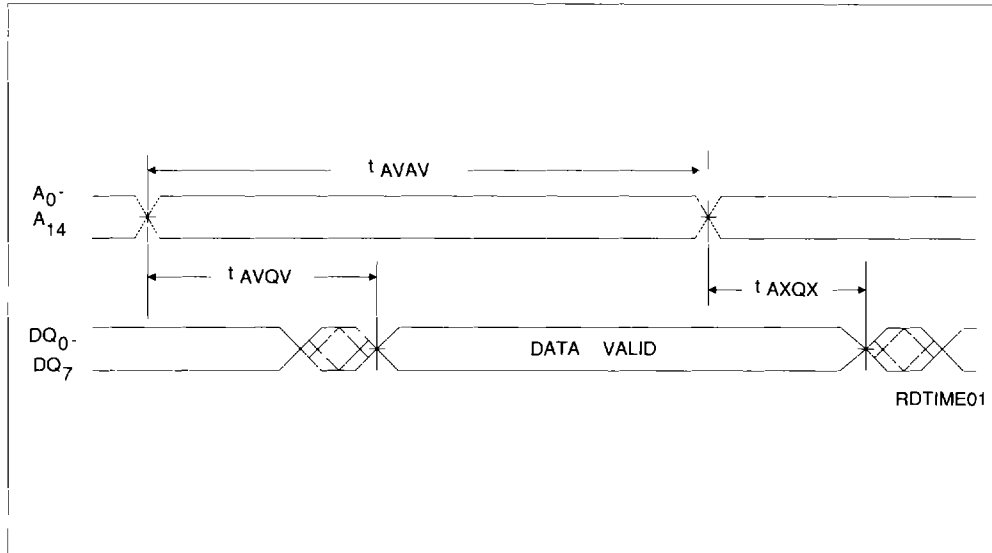 t AVAV
A0-
A14
t AVQV
t AXQX
DQ0-
DQ7
DATA VALID
RDTIME01